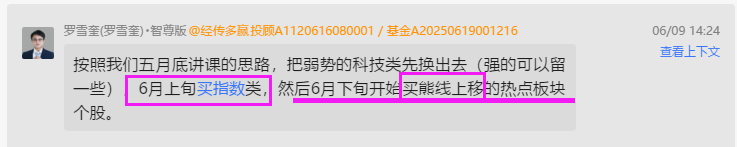 罗雪奎(罗雪奎)·智尊版@经传多赢投顾A1120616080001 / 基金A20250619001216 06/09 14:24
查看上下文
按照我们五月底讲课的思路，把弱势的科技类先换出去（强的可以留
一些），6月上旬买指数类，然后6月下旬开始买熊线上移的热点板块
个股。